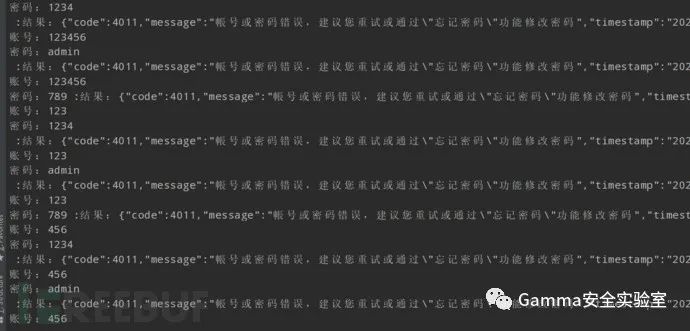 密码: 1234
:结果: {"code":4011,"message":"帳号或密码错误, 建议您重试或通过\"忘记密码\"功能修改密码","timestamp":"202
账号: 123456
密码: admin
:结果: {"code":4011,"message":"帳号或密码错误, 建议您重试或通过\"忘记密码\"功能修改密码","timestamp":"202
账号: 123456
密码: 789 :结果: {"code":4011,"message":"帳号或密码错误, 建议您重试或通过\"忘记密码\"功能修改密码","timest
账号: 123
密码: 1234
:结果: {"code":4011,"message":"帳号或密码错误, 建议您重试或通过\"忘记密码\"功能修改密码","timestamp":"202
账号: 123
密码: admin
:结果: {"code":4011,"message":"帳号或密码错误, 建议您重试或通过\"忘记密码\"功能修改密码","timestamp":"202
账号: 123
密码: 789 :结果: {"code":4011,"message":"帳号或密码错误, 建议您重试或通过\"忘记密码\"功能修改密码","timest
账号: 456
密码: 1234
:结果: {"code":4011,"message":"帳号或密码错误, 建议您重试或通过\"忘记密码\"功能修改密码","timestamp":"202
账号: 456
密码: admin
:结果: {"code":4011,"message":"帳号或密码错误, 建议您重试或通过\"忘记密码\"功能修改密码","timestamp":"202
账号: 456
REEBUF
Gamma安全实验室